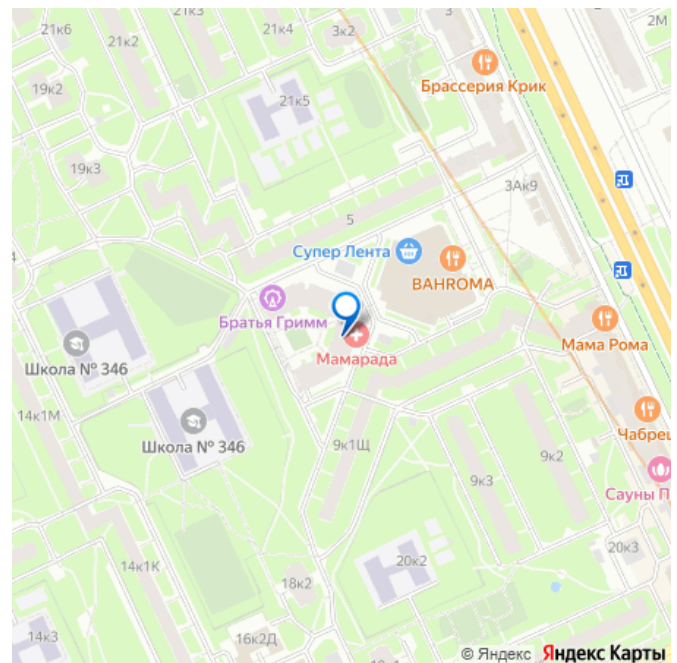 21к3
3
2М
21к6
21к2
21к4
3к2
Брассерия Крик
19к2
21к5
19к3
3Ак9
5
Супер Лента
BAHROMA
Братья Гримм
Мамарада
Мама Рома
Школа № 346
14к1М
Школа № 346
9к1Щ
9к2
9к3
Чабрец
Сауны П
20к3
14к1К
20к2
18к2
14к3
16к2Д
© Яндекс Яндекс Карты